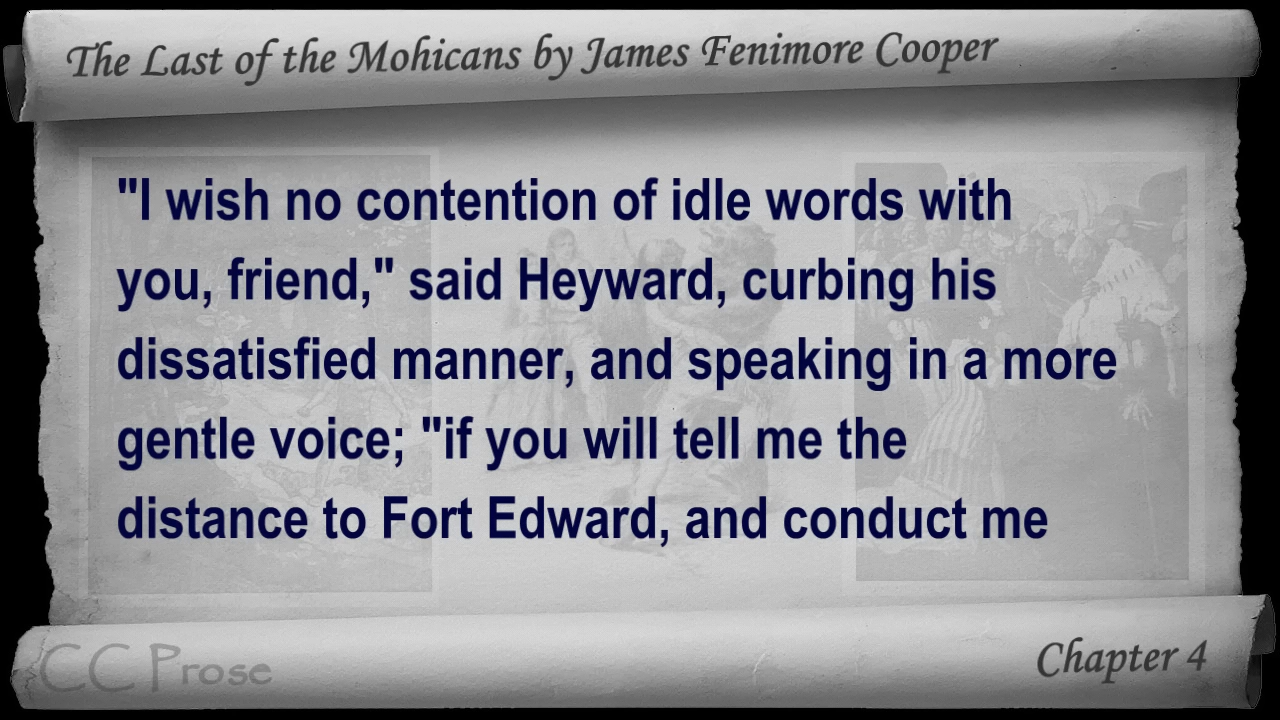 The Last of the Mohicans by James Fenimore Cooper
"I wish no contention of idle words with
you, friend," said Heyward, curbing his
dissatisfied manner, and speaking in a more
gentle voice; "if you will tell me the
distance to Fort Edward, and conduct me
CC Prose
Chapter 4